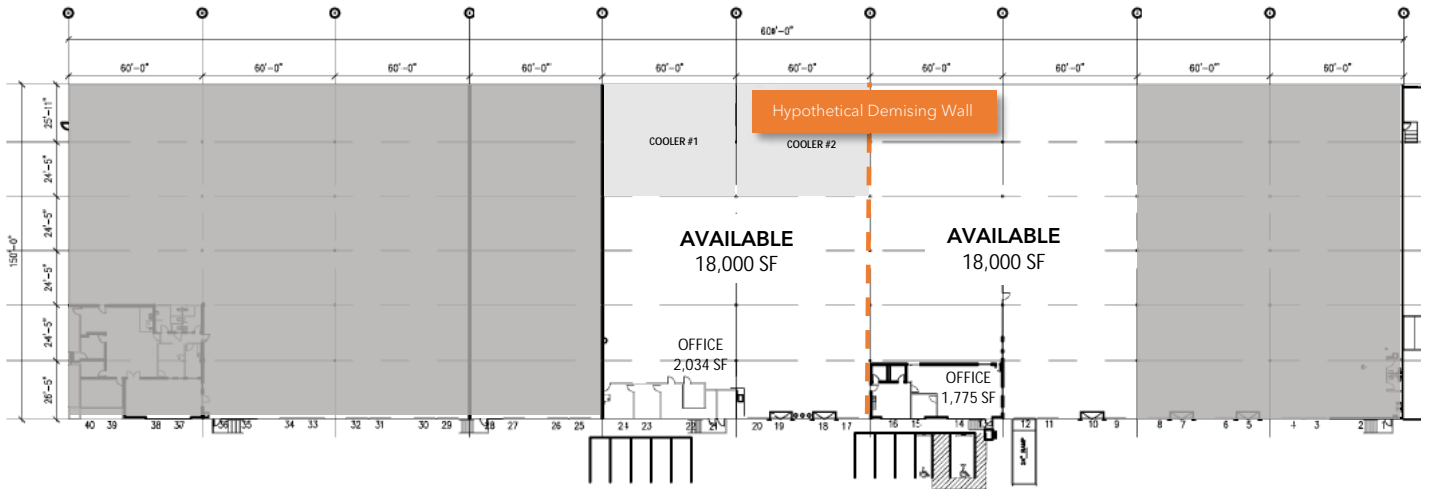 600'-0"
60'-0" 60'-0" 60'-0" 60'-0" 60'-0" 60'-0" 60'-0" 60'-0" 60'-0" 60'-0"
150'-0"
25'-11"
24'-5"
24'-5"
24'-5"
24'-5"
26'-5"
Hypothetical Demising Wall
COOLER #1
COOLER #2
AVAILABLE
18,000 SF
AVAILABLE
18,000 SF
OFFICE
2,034 SF
OFFICE
1,775 SF
40 39 38 37 36 35 34 33 32 31 30 29 28 27 26 25 24 23 22 21 20 19 18 17 16 15 14 12 11 10 9 8 7 6 5 4 3 2 1